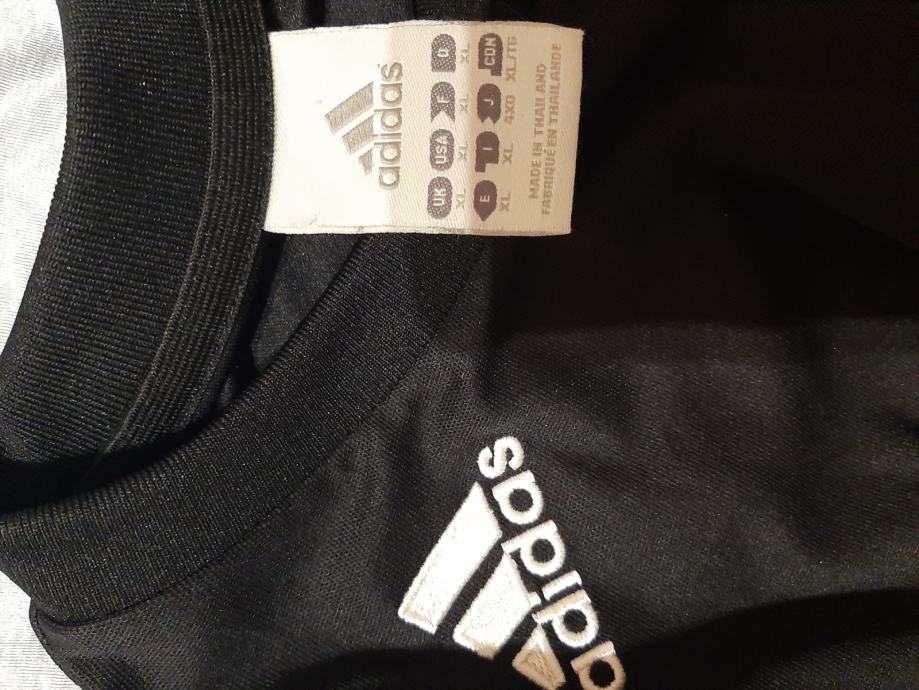 adidas
UK USA F D
XL XL XL XL
E I J CDN
XL XL 4XO XL/TG
MADE IN THAILAND
FABRIQUÉ EN THAÏLANDE
adidas